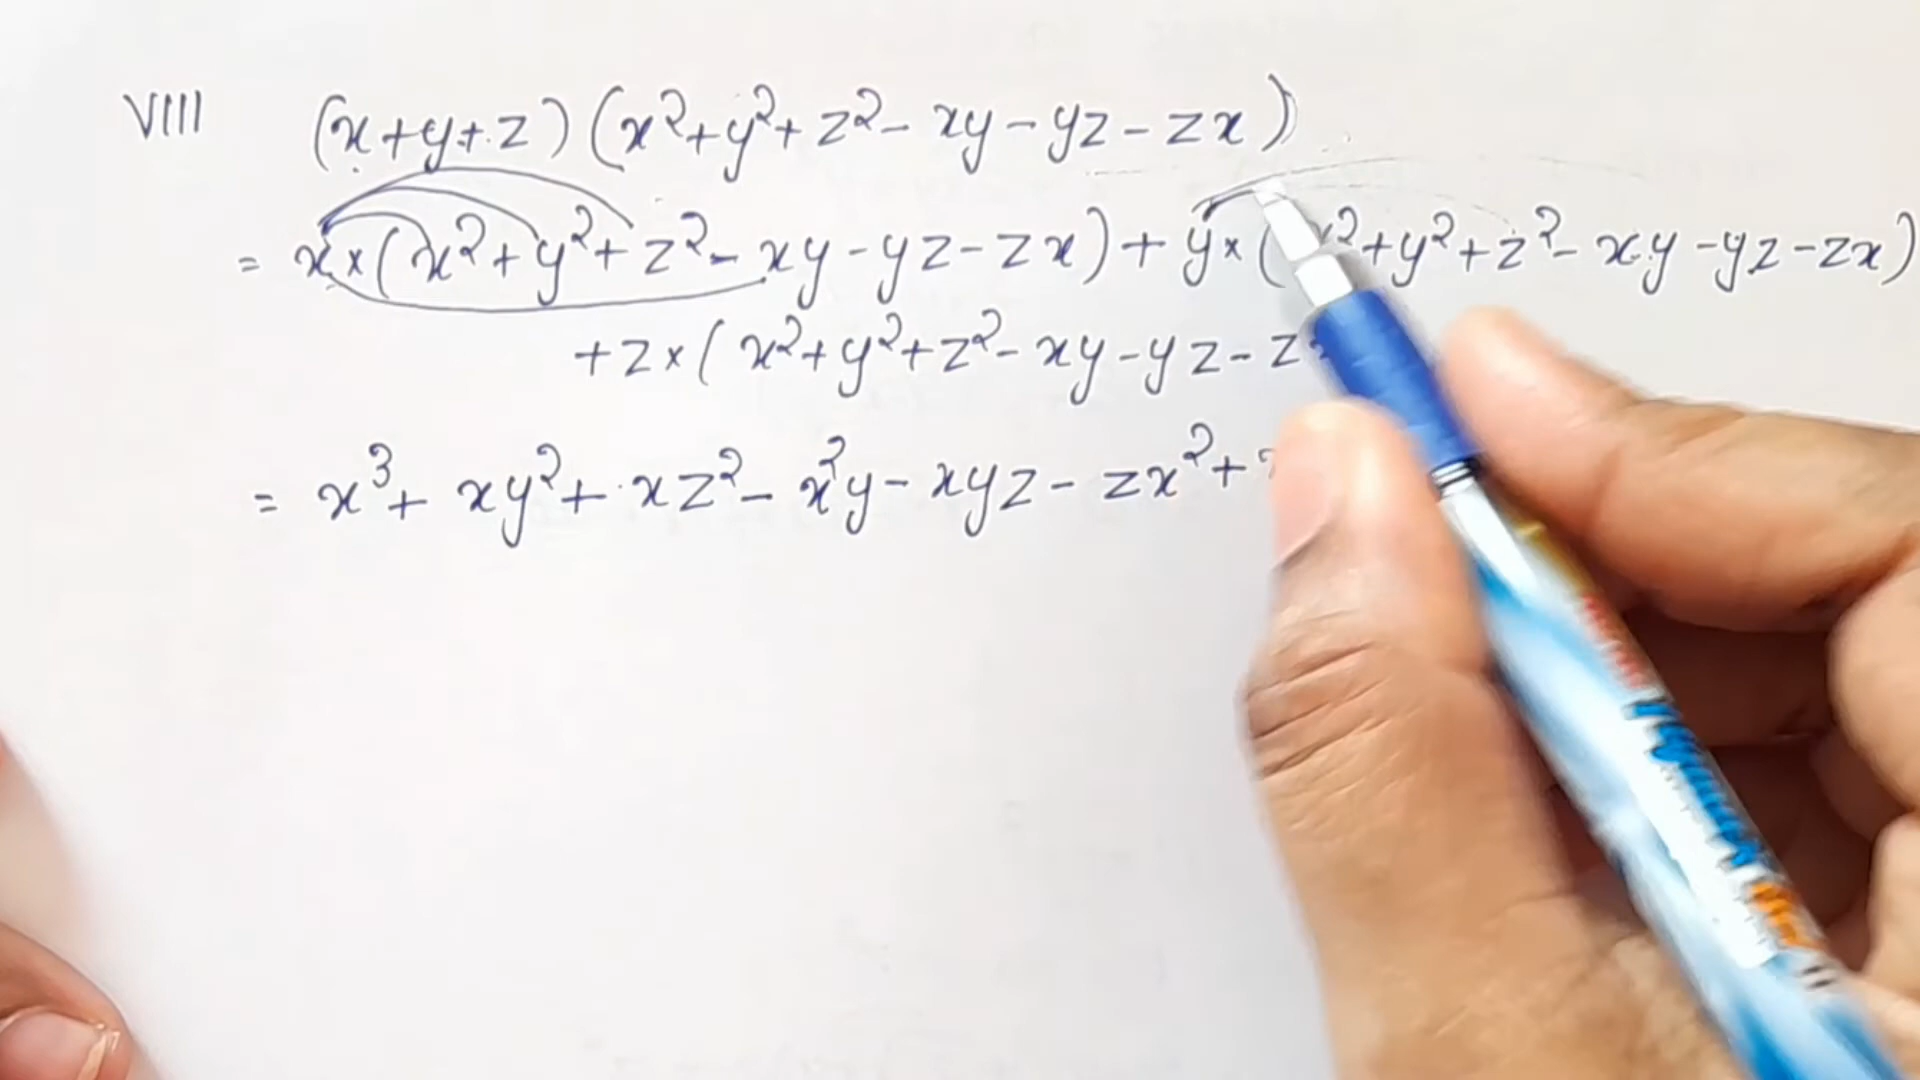 VIII (x+y+z)(x²+y²+z²-xy-yz-zx)
= x×(x²+y²+z²-xy-yz-zx)+y×(x²+y²+z²-xy-yz-zx)
+z×(x²+y²+z²-xy-yz-z
= x³+xy²+xz²-x²y-xyz-zx²+